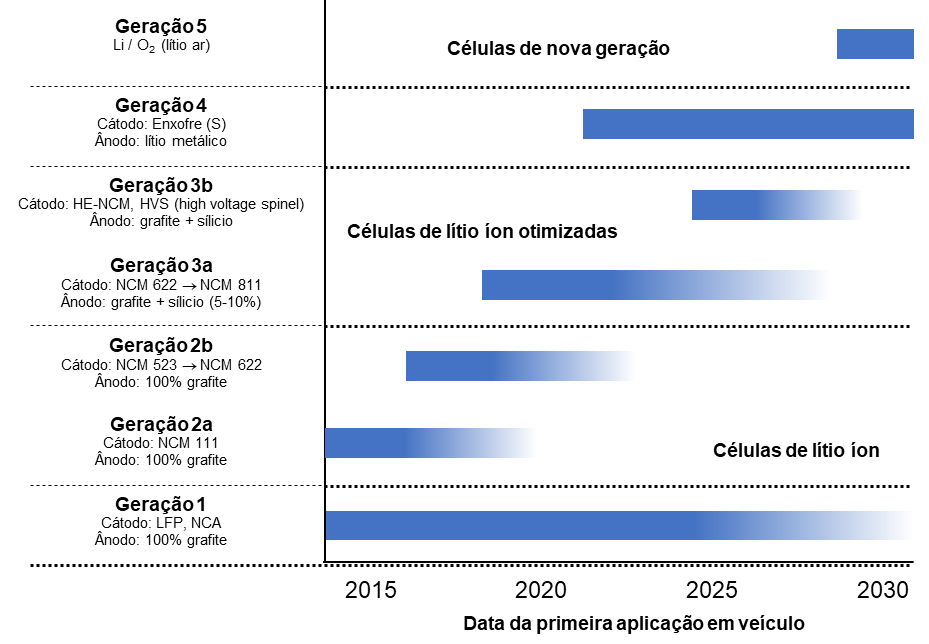 Geração 5
Li / O₂ (lítio ar)
Células de nova geração
Geração 4
Cátodo: Enxofre (S)
Ânodo: lítio metálico
Geração 3b
Cátodo: HE-NCM, HVS (high voltage spinel)
Ânodo: grafite + sílicio
Células de lítio íon otimizadas
Geração 3a
Cátodo: NCM 622 → NCM 811
Ânodo: grafite + sílicio (5-10%)
Geração 2b
Cátodo: NCM 523 → NCM 622
Ânodo: 100% grafite
Geração 2a
Cátodo: NCM 111
Ânodo: 100% grafite
Células de lítio íon
Geração 1
Cátodo: LFP, NCA
Ânodo: 100% grafite
2015 2020 2025 2030
Data da primeira aplicação em veículo